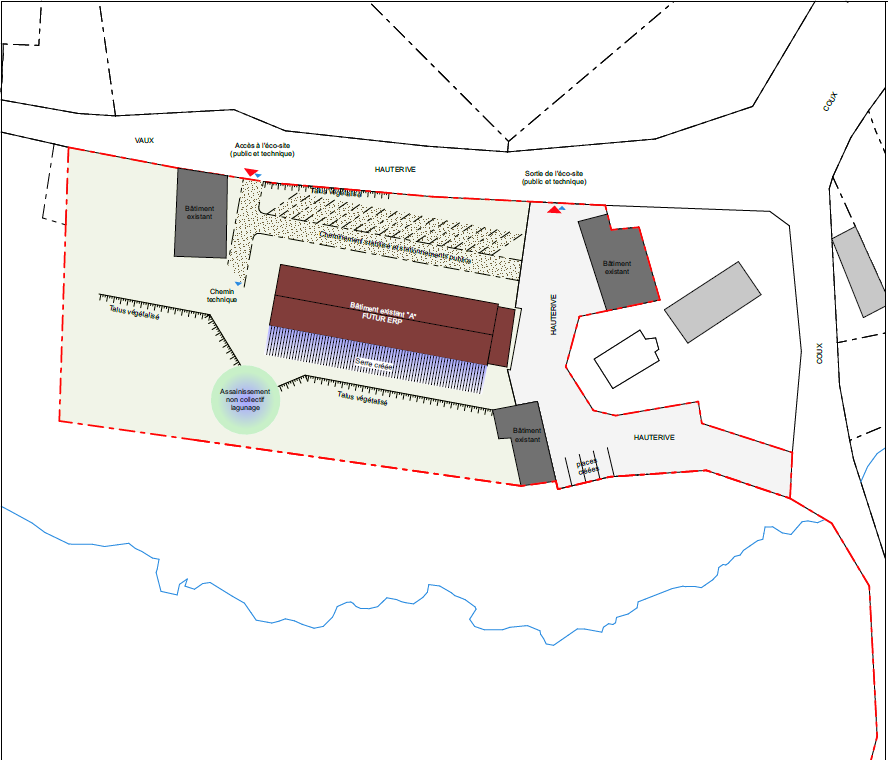 COUX
VAUX
Accès à l'éco-site
(public et technique)
HAUTERIVE
Sortie de l'éco-site
(public et technique)
Talus végétalisé
Bâtiment
existant
Cheminement stabilisé et stationnements publics
Bâtiment
existant
Chemin
technique
Talus végétalisé
Bâtiment existant "A"
FUTUR ERP
HAUTERIVE
COUX
Serre créée
Assainissement
non collectif
lagunage
Talus végétalisé
Bâtiment
existant
HAUTERIVE
places
créées